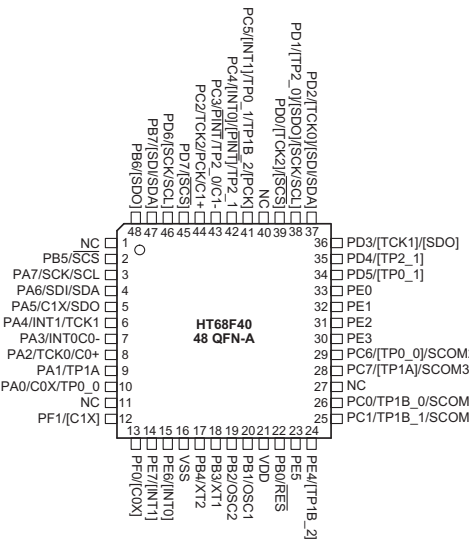 PB6/[SDO]
PB7/[SDI/SDA]
PD6/[SCK/SCL]
PD7/[SCS]
PC2/TCK2/PCK/C1+
PC3/PINT/TP2_0/C1-
PC4/[INT0]/[PINT]/TP2_1
PC5/[INT1]/TP0_1/TP1B_2/[PCK]
NC
PD0/[TCK2]/[SCS]
PD1/[TP2_0]/[SDO]/[SCK/SCL]
PD2/[TCK0]/[SDI/SDA]
48 47 46 45 44 43 42 41 40 39 38 37
NC 1
PB5/SCS 2
PA7/SCK/SCL 3
PA6/SDI/SDA 4
PA5/C1X/SDO 5
PA4/INT1/TCK1 6
PA3/INT0C0- 7
PA2/TCK0/C0+ 8
PA1/TP1A 9
PA0/C0X/TP0_0 10
NC 11
PF1/[C1X] 12
HT68F40
48 QFN-A
36 PD3/[TCK1]/[SDO]
35 PD4/[TP2_1]
34 PD5/[TP0_1]
33 PE0
32 PE1
31 PE2
30 PE3
29 PC6/[TP0_0]/SCOM2
28 PC7/[TP1A]/SCOM3
27 NC
26 PC0/TP1B_0/SCOM
25 PC1/TP1B_1/SCOM
13 14 15 16 17 18 19 20 21 22 23 24
PF0/[C0X]
PE7/[INT1]
PE6/[INT0]
VSS
PB4/XT2
PB3/XT1
PB2/OSC2
PB1/OSC1
VDD
PB0/RES
PE5
PE4/[TP1B_2]